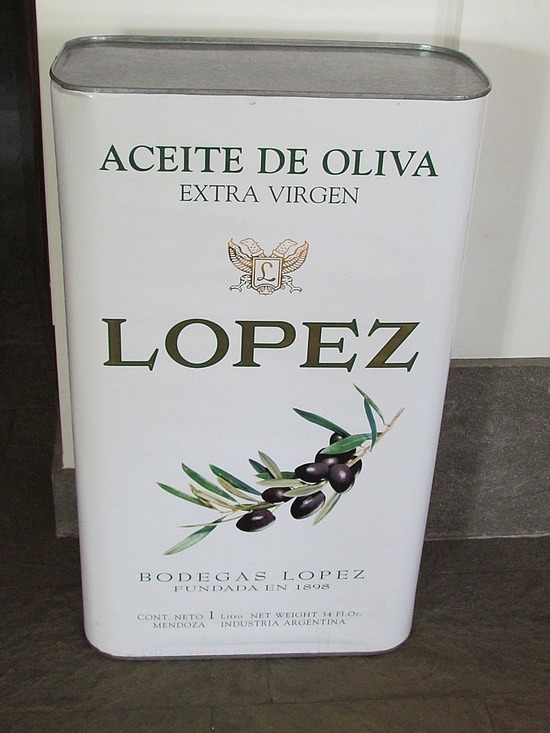 ACEITE DE OLIVA
EXTRA VIRGEN
L
LOPEZ
BODEGAS LOPEZ
FUNDADA EN 1898
CONT. NETO 1 Litro NET WEIGHT 34 FI.Oz.
MENDOZA INDUSTRIA ARGENTINA